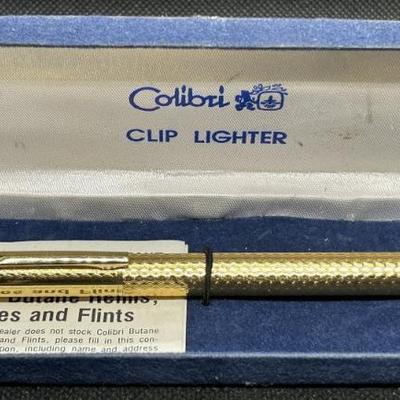 Colibri
CLIP LIGHTER
Butane Refills,
es and Flints
ealer does not stock Colibri Butane
and Flints, please fill in this con-
tion, including name and address